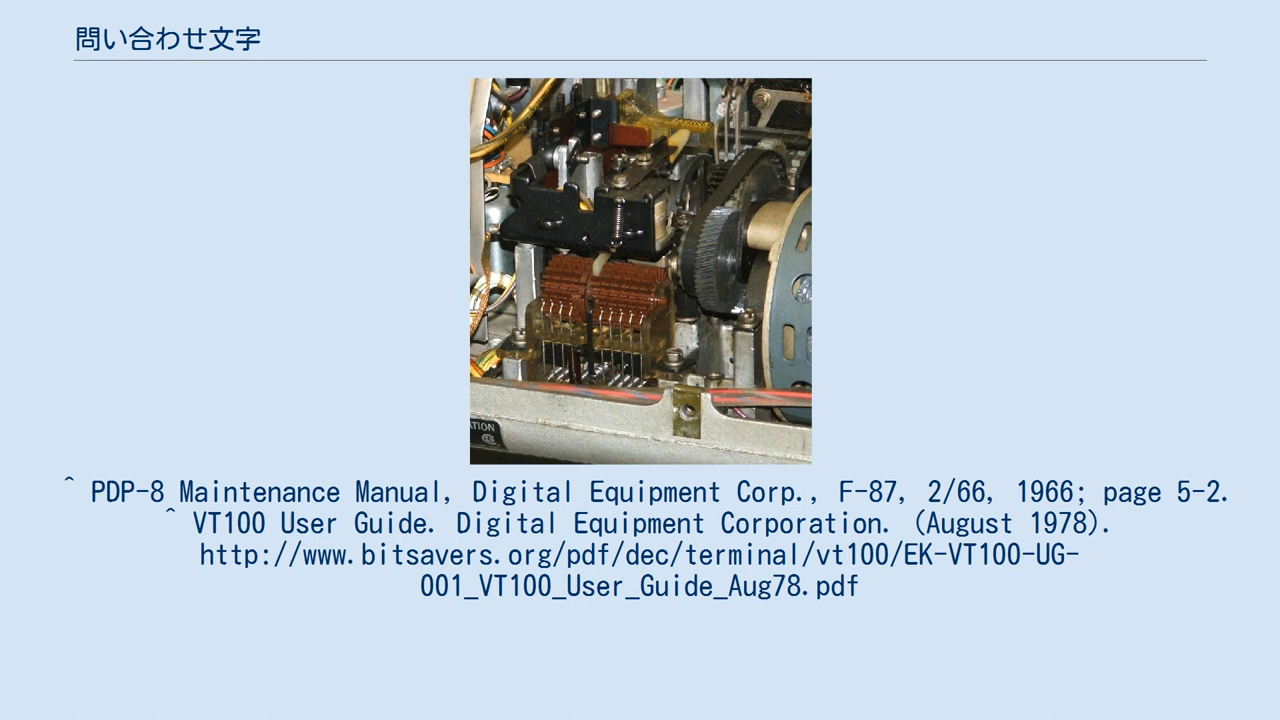 問い合わせ文字
ATION
^ PDP-8 Maintenance Manual, Digital Equipment Corp., F-87, 2/66, 1966; page 5-2.
^ VT100 User Guide. Digital Equipment Corporation. (August 1978).
http://www.bitsavers.org/pdf/dec/terminal/vt100/EK-VT100-UG-
001_VT100_User_Guide_Aug78.pdf